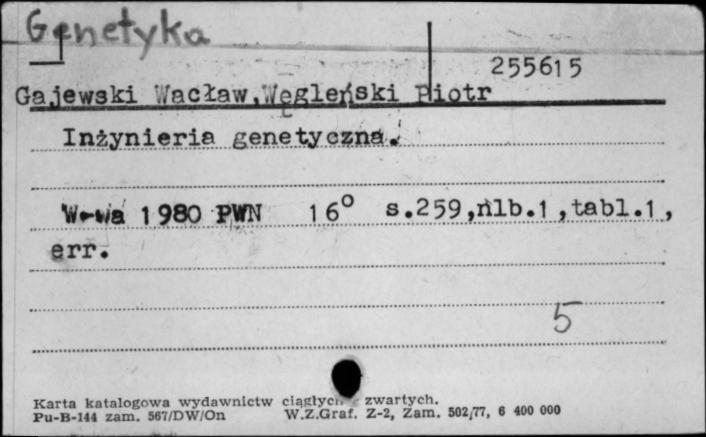 Genetyka
255615
Gajewski Wacław, Węgleński Piotr
Inżynieria genetyczna.
W-wa 1980 PWN 16° s.259,nlb.1,tabl.1,
err.
5
Karta katalogowa wydawnictw ciągłych zwartych.
Pu-B-144 zam. 567/DW/On W.Z.Graf. Z-2, Zam. 502/77, 6 400 000